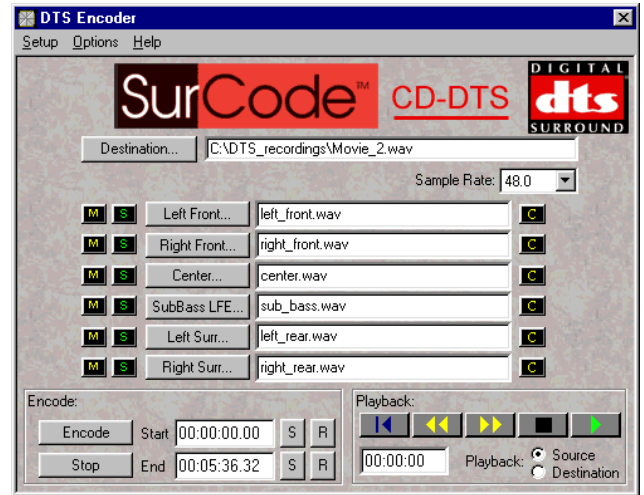 DTS Encoder
Setup Options Help
SurCode™ CD-DTS
DIGITAL
dts
SURROUND
Destination... C:\DTS_recordings\Movie_2.wav
Sample Rate: 48.0
M S Left Front... left_front.wav C
M S Right Front... right_front.wav C
M S Center... center.wav C
M S SubBass LFE... sub_bass.wav C
M S Left Surr... left_rear.wav C
M S Right Surr... right_rear.wav C
Encode:
Encode Start 00:00:00.00 S R
Stop End 00:05:36.32 S R
Playback:
00:00:00 Playback: Source
Destination